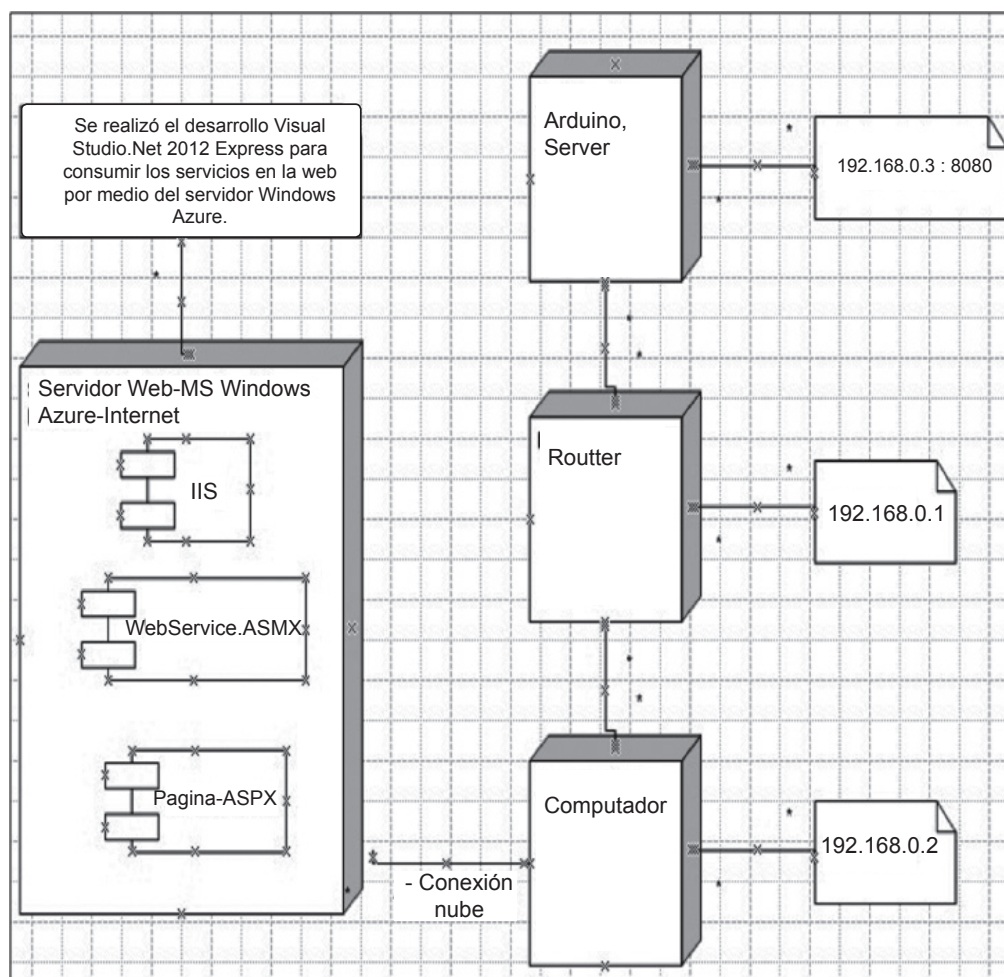 Se realizó el desarrollo Visual
Studio.Net 2012 Express para
consumir los servicios en la web
por medio del servidor Windows
Azure.
Servidor Web-MS Windows
Azure-Internet
IIS
WebService.ASMX
Pagina-ASPX
- Conexión
nube
Arduino,
Server
192.168.0.3 : 8080
Routter
192.168.0.1
Computador
192.168.0.2